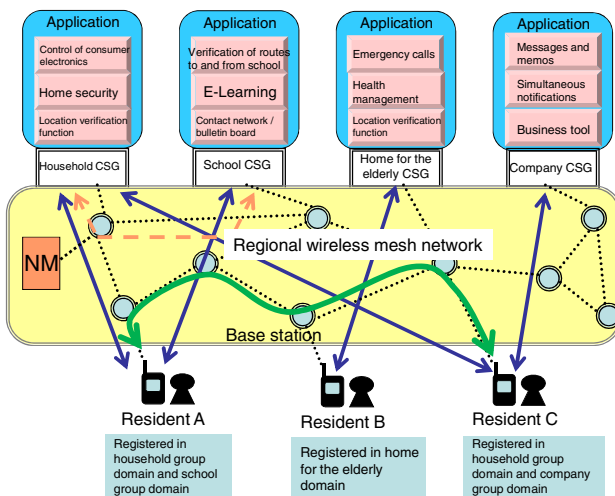 Application
Application
Application
Application
Control of consumer
electronics
Home security
Location verification
function
Verification of routes
to and from school
E-Learning
Contact network /
bulletin board
Emergency calls
Health
management
Location verification
function
Messages and
memos
Simultaneous
notifications
Business tool
Household CSG
School CSG
Home for the
elderly CSG
Company CSG
Regional wireless mesh network
NM
Base station
Resident A
Resident B
Resident C
Registered in
household group
domain and school
group domain
Registered in home
for the elderly
domain
Registered in
household group
domain and company
group domain